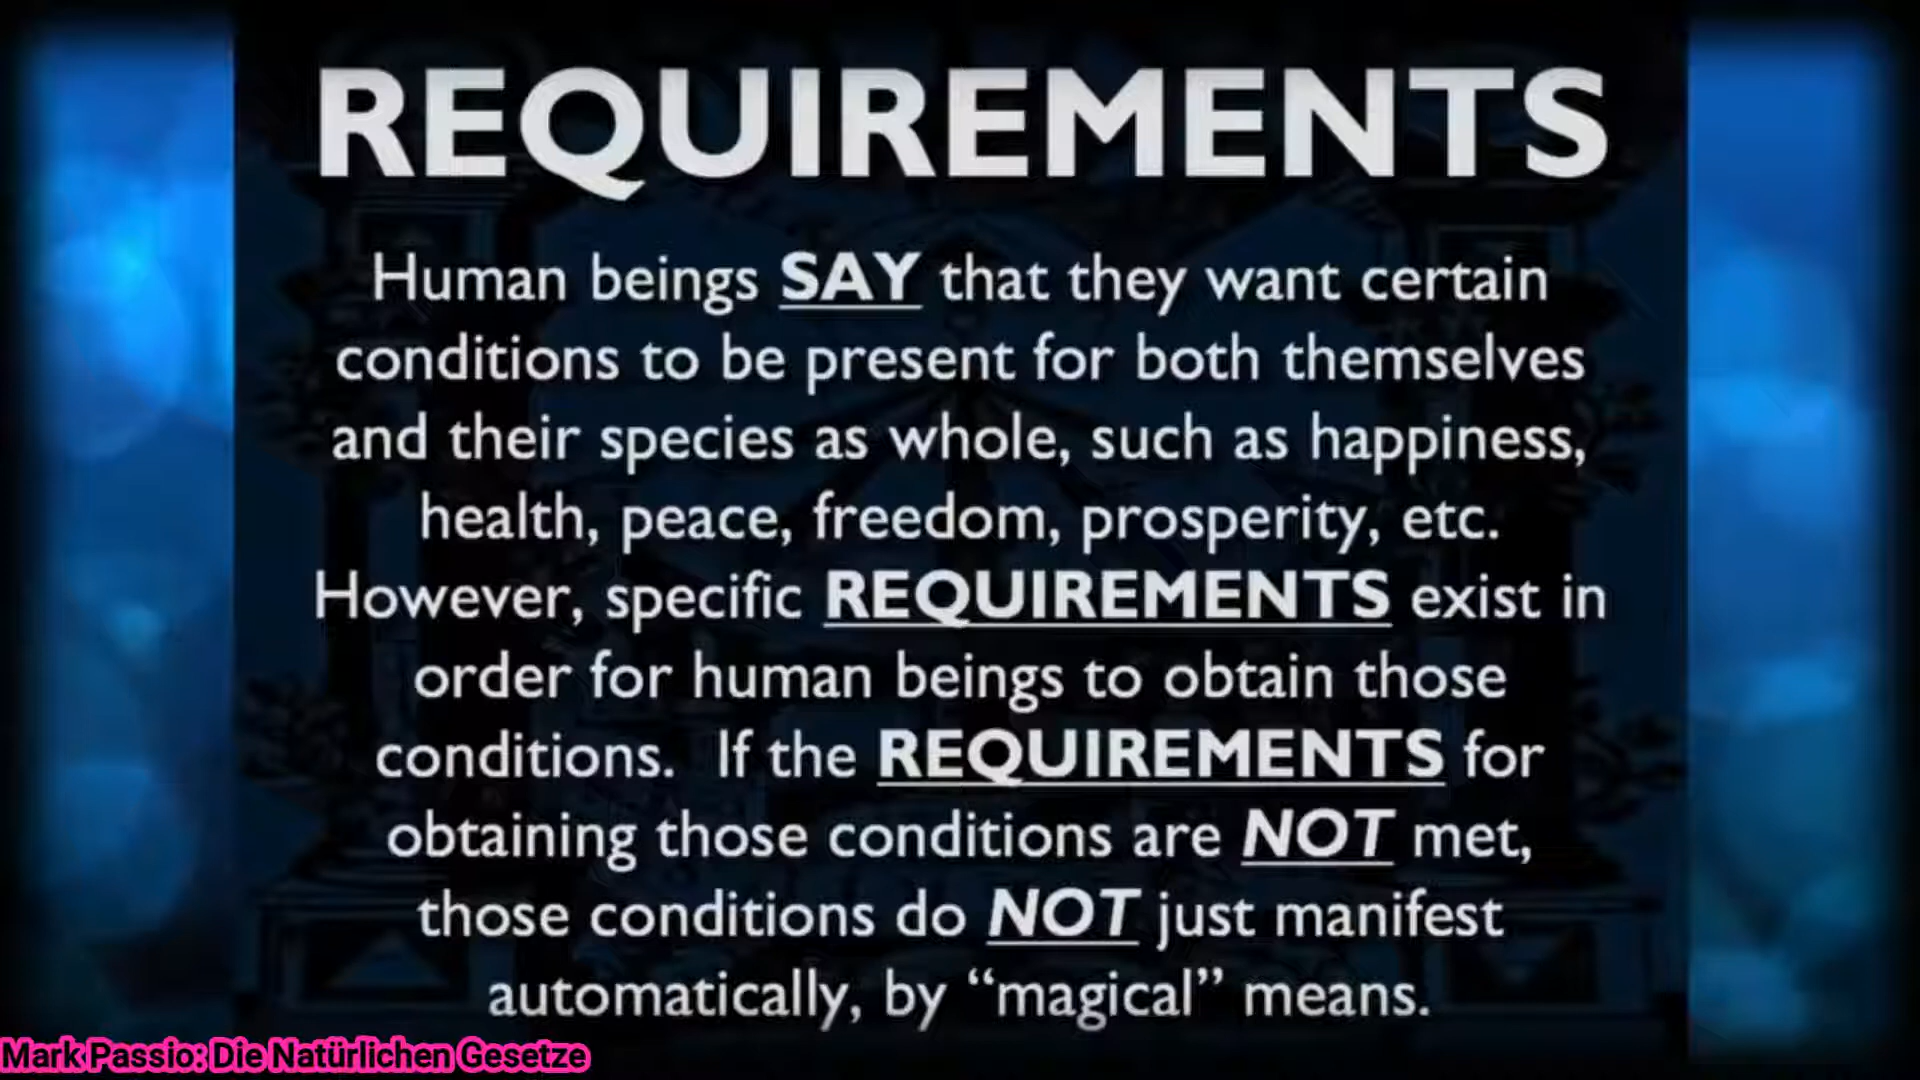 REQUIREMENTS
Human beings SAY that they want certain
conditions to be present for both themselves
and their species as whole, such as happiness,
health, peace, freedom, prosperity, etc.
However, specific REQUIREMENTS exist in
order for human beings to obtain those
conditions.  If the REQUIREMENTS for
obtaining those conditions are NOT met,
those conditions do NOT just manifest
automatically, by “magical” means.
Mark Passio: Die Natürlichen Gesetze